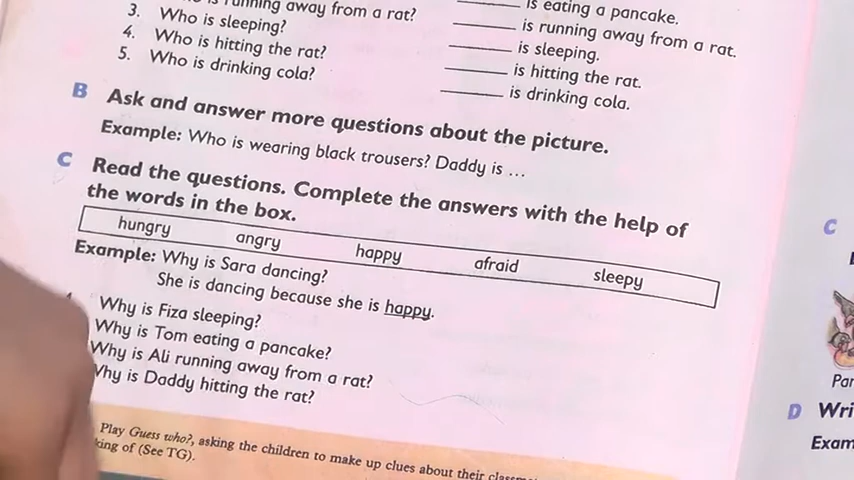 running away from a rat?
3. Who is sleeping?
4. Who is hitting the rat?
5. Who is drinking cola?
is eating a pancake.
is running away from a rat.
is sleeping.
is hitting the rat.
is drinking cola.
B Ask and answer more questions about the picture.
Example: Who is wearing black trousers? Daddy is ...
C Read the questions. Complete the answers with the help of
the words in the box.
hungry angry happy afraid sleepy
Example: Why is Sara dancing?
She is dancing because she is happy.
Why is Fiza sleeping?
Why is Tom eating a pancake?
Why is Ali running away from a rat?
Why is Daddy hitting the rat?
Play Guess who?, asking the children to make up clues about their
of (See TG).
C
Par
D Wri
Exam